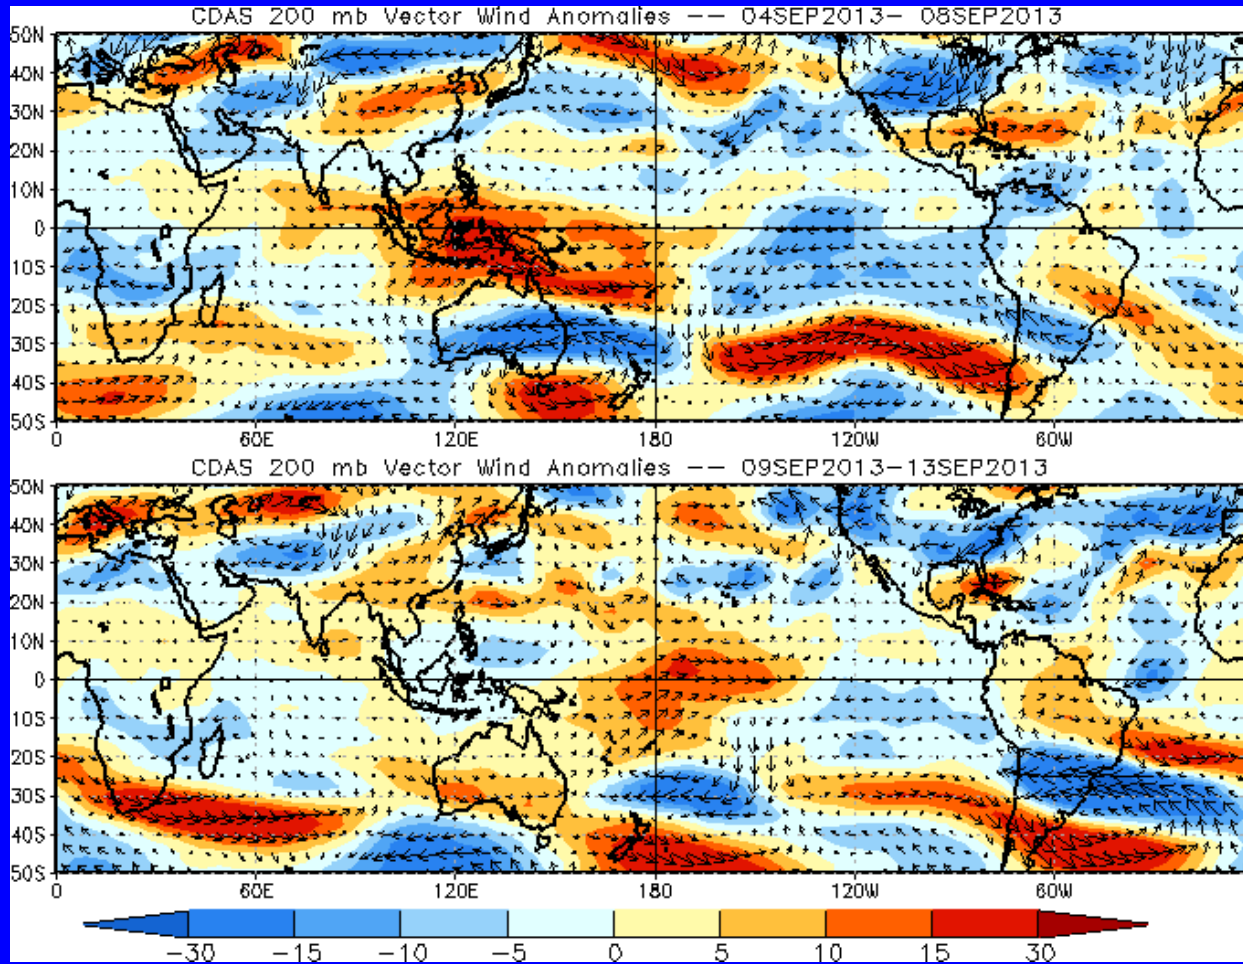 CDAS 200 mb Vector Wind Anomalies -- 04SEP2013- 08SEP2013
50N
40N
30N
20N
10N
0
10S
20S
30S
40S
50S
0 60E 120E 180 120W 60W
CDAS 200 mb Vector Wind Anomalies -- 09SEP2013-13SEP2013
50N
40N
30N
20N
10N
0
10S
20S
30S
40S
50S
0 60E 120E 180 120W 60W
-30 -15 -10 -5 0 5 10 15 30